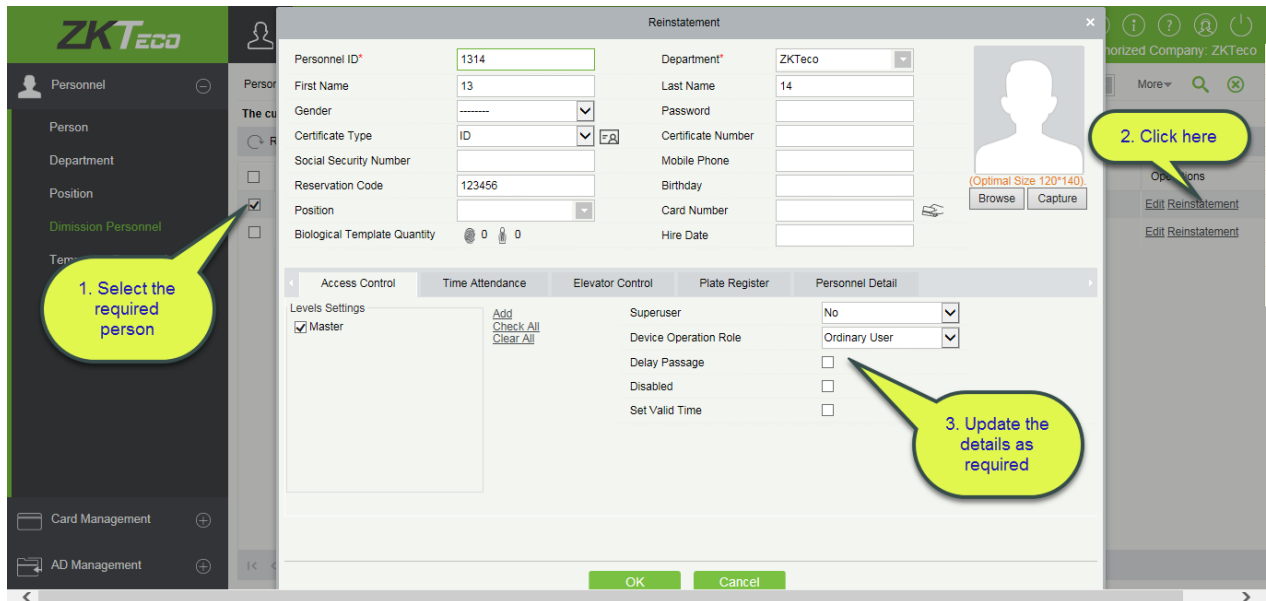 ZKTeco
Reinstatement
×
orized Company: ZKTeco
Personnel
Person
Department
Position
Dimission Personnel
Tem
Card Management
AD Management
Person
More
The cu
R
Operations
Edit Reinstatement
Edit Reinstatement
Personnel ID*
1314
Department*
ZKTeco
First Name
13
Last Name
14
Gender
--------
Password
Certificate Type
ID
Certificate Number
Social Security Number
Mobile Phone
Reservation Code
123456
Birthday
Position
Card Number
Biological Template Quantity
0
0
Hire Date
(Optimal Size 120*140).
Browse
Capture
Access Control
Time Attendance
Elevator Control
Plate Register
Personnel Detail
Levels Settings
Master
Add
Check All
Clear All
Superuser
No
Device Operation Role
Ordinary User
Delay Passage
Disabled
Set Valid Time
OK
Cancel
1. Select the
required
person
2. Click here
3. Update the
details as
required